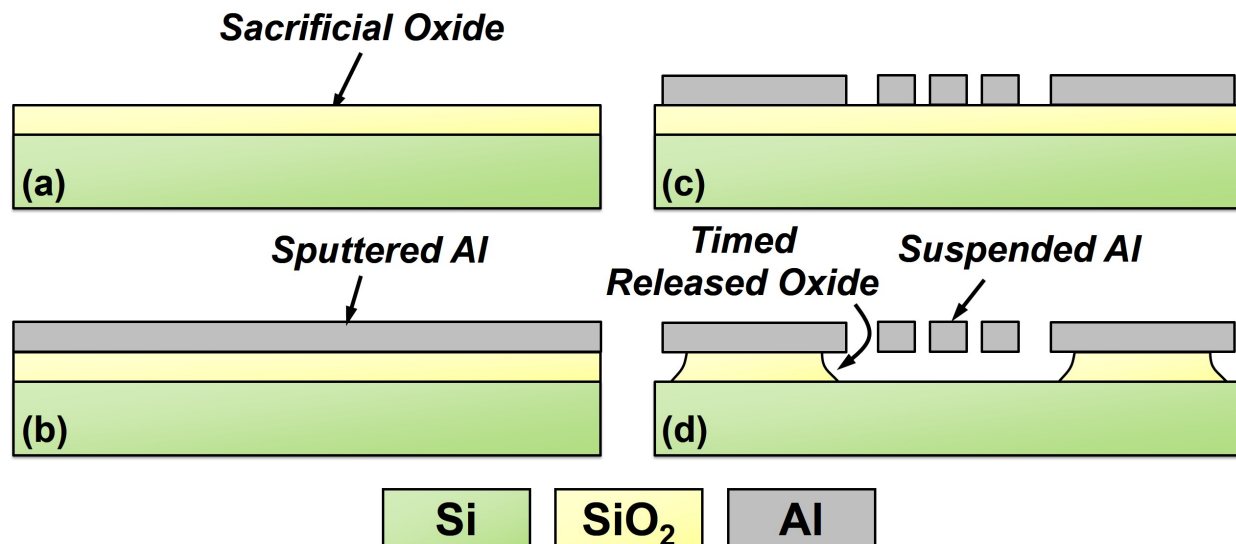 Sacrificial Oxide
(a)
Sputtered Al
(b)
(c)
Timed
Released Oxide
Suspended Al
(d)
Si
SiO₂
Al